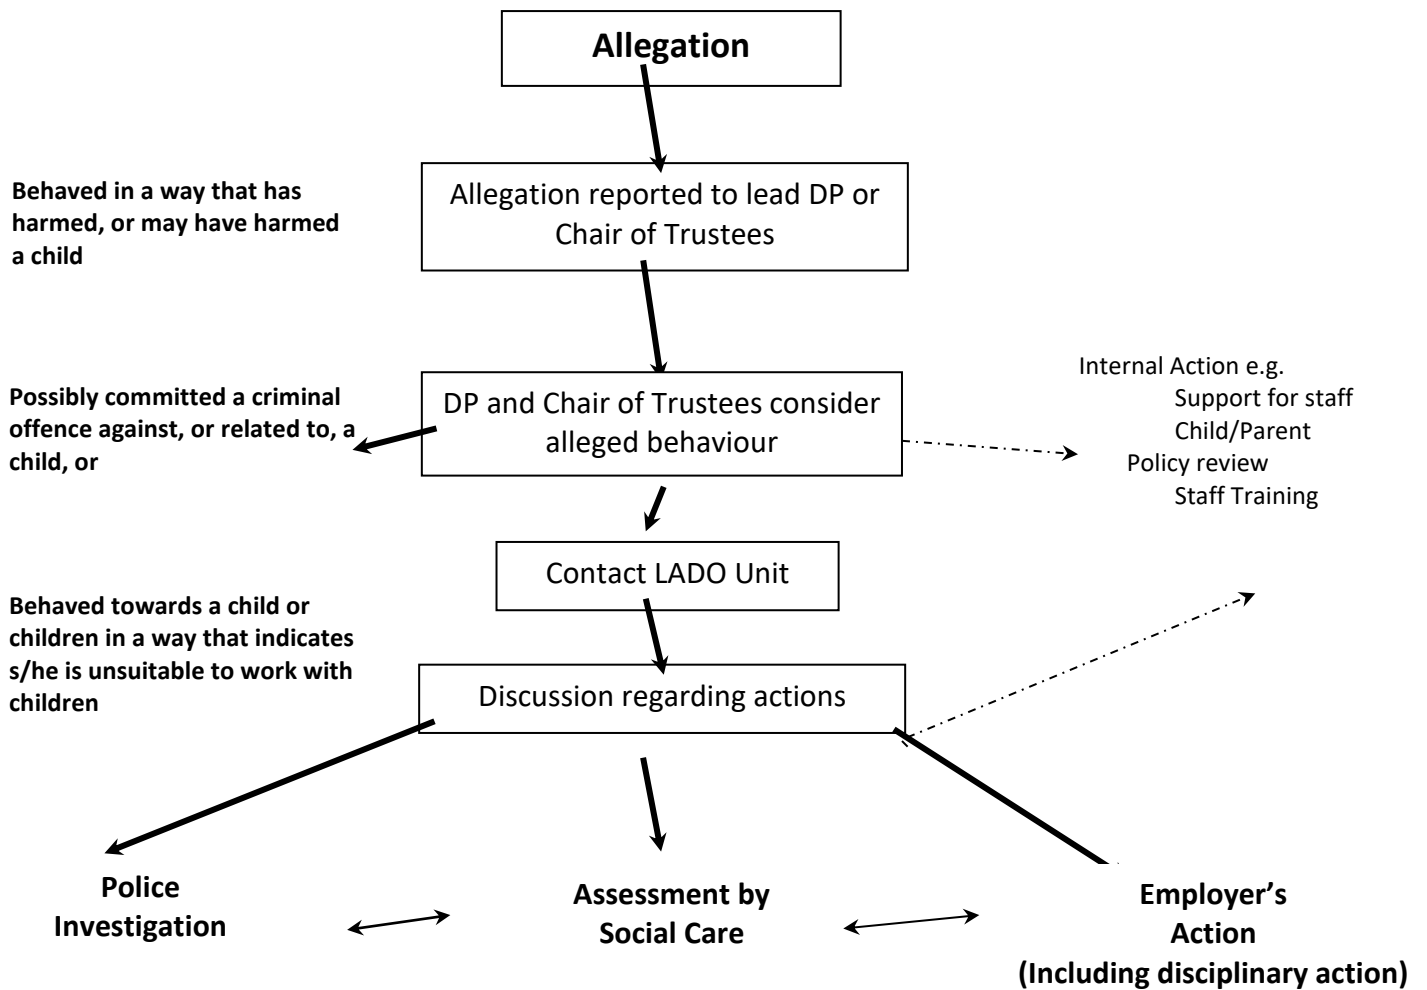 Allegation
Behaved in a way that has
harmed, or may have harmed
a child
Allegation reported to lead DP or
Chair of Trustees
Possibly committed a criminal
offence against, or related to, a
child, or
DP and Chair of Trustees consider
alleged behaviour
Internal Action e.g.
Support for staff
Child/Parent
Policy review
Staff Training
Contact LADO Unit
Behaved towards a child or
children in a way that indicates
s/he is unsuitable to work with
children
Discussion regarding actions
Police
Investigation
Assessment by
Social Care
Employer’s
Action
(Including disciplinary action)